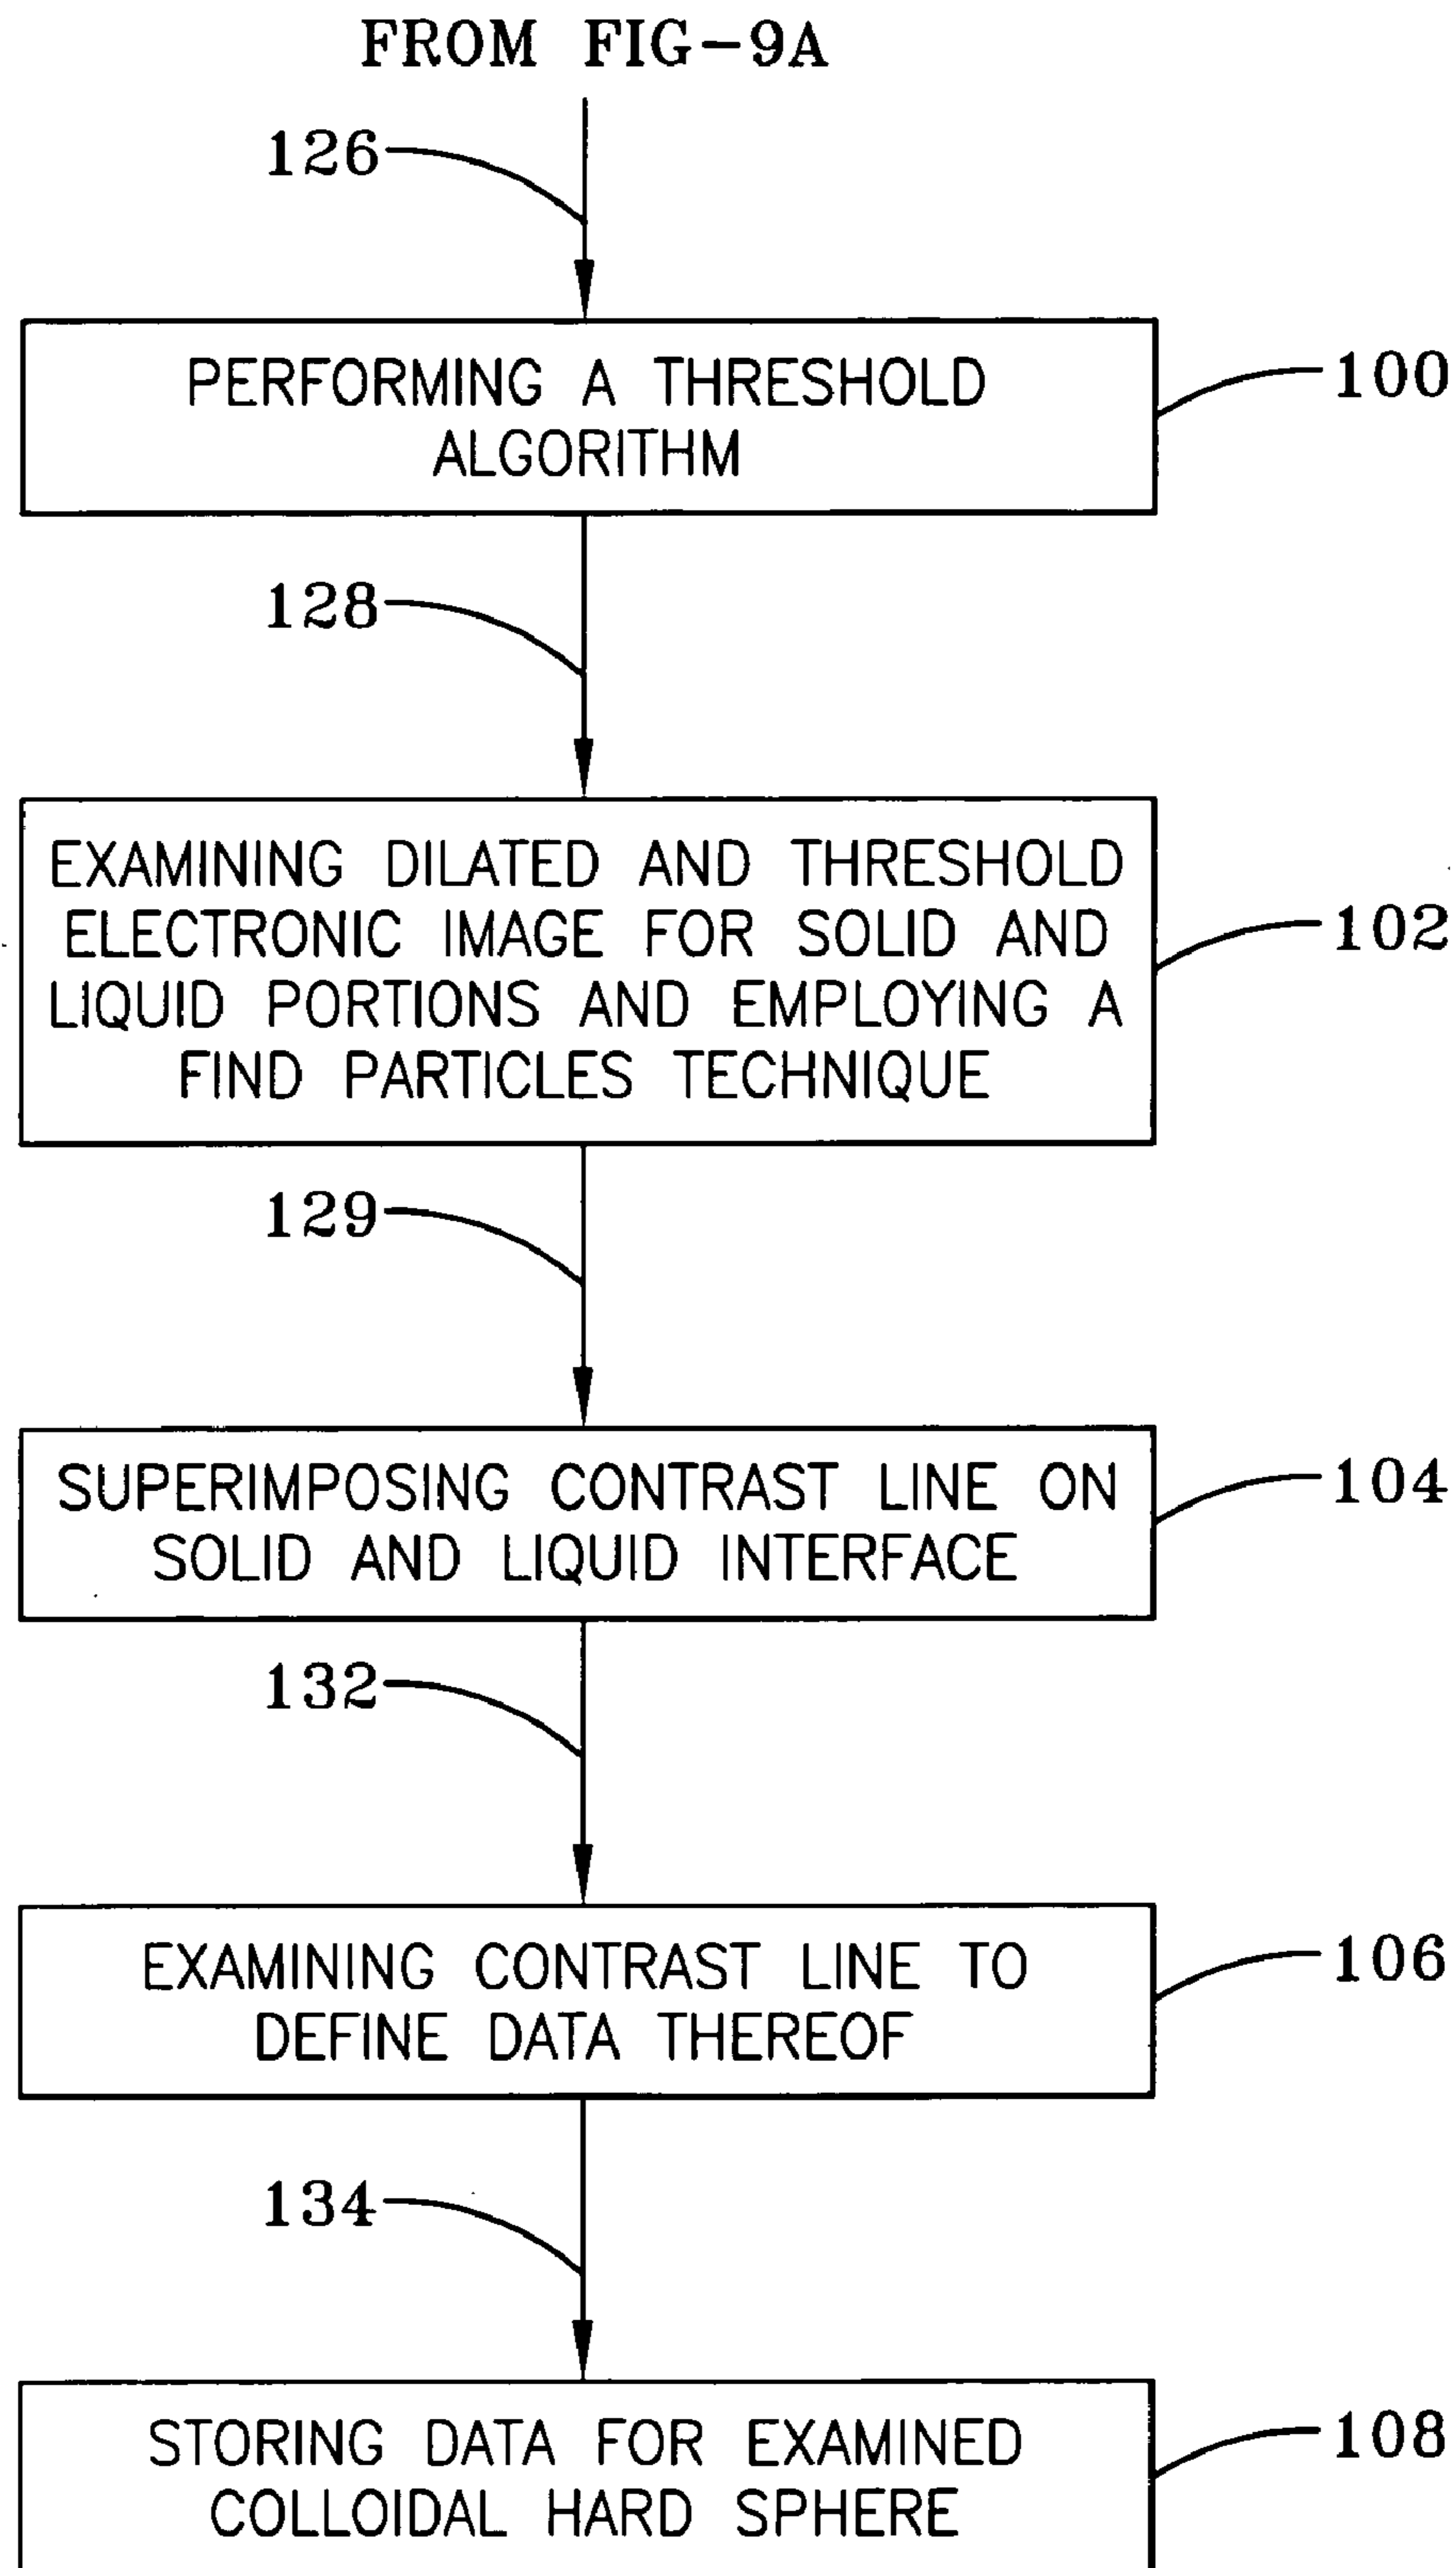 FROM FIG-9A
126
PERFORMING A THRESHOLD
ALGORITHM
100
128
EXAMINING DILATED AND THRESHOLD
ELECTRONIC IMAGE FOR SOLID AND
LIQUID PORTIONS AND EMPLOYING A
FIND PARTICLES TECHNIQUE
102
129
SUPERIMPOSING CONTRAST LINE ON
SOLID AND LIQUID INTERFACE
104
132
EXAMINING CONTRAST LINE TO
DEFINE DATA THEREOF
106
134
STORING DATA FOR EXAMINED
COLLOIDAL HARD SPHERE
108